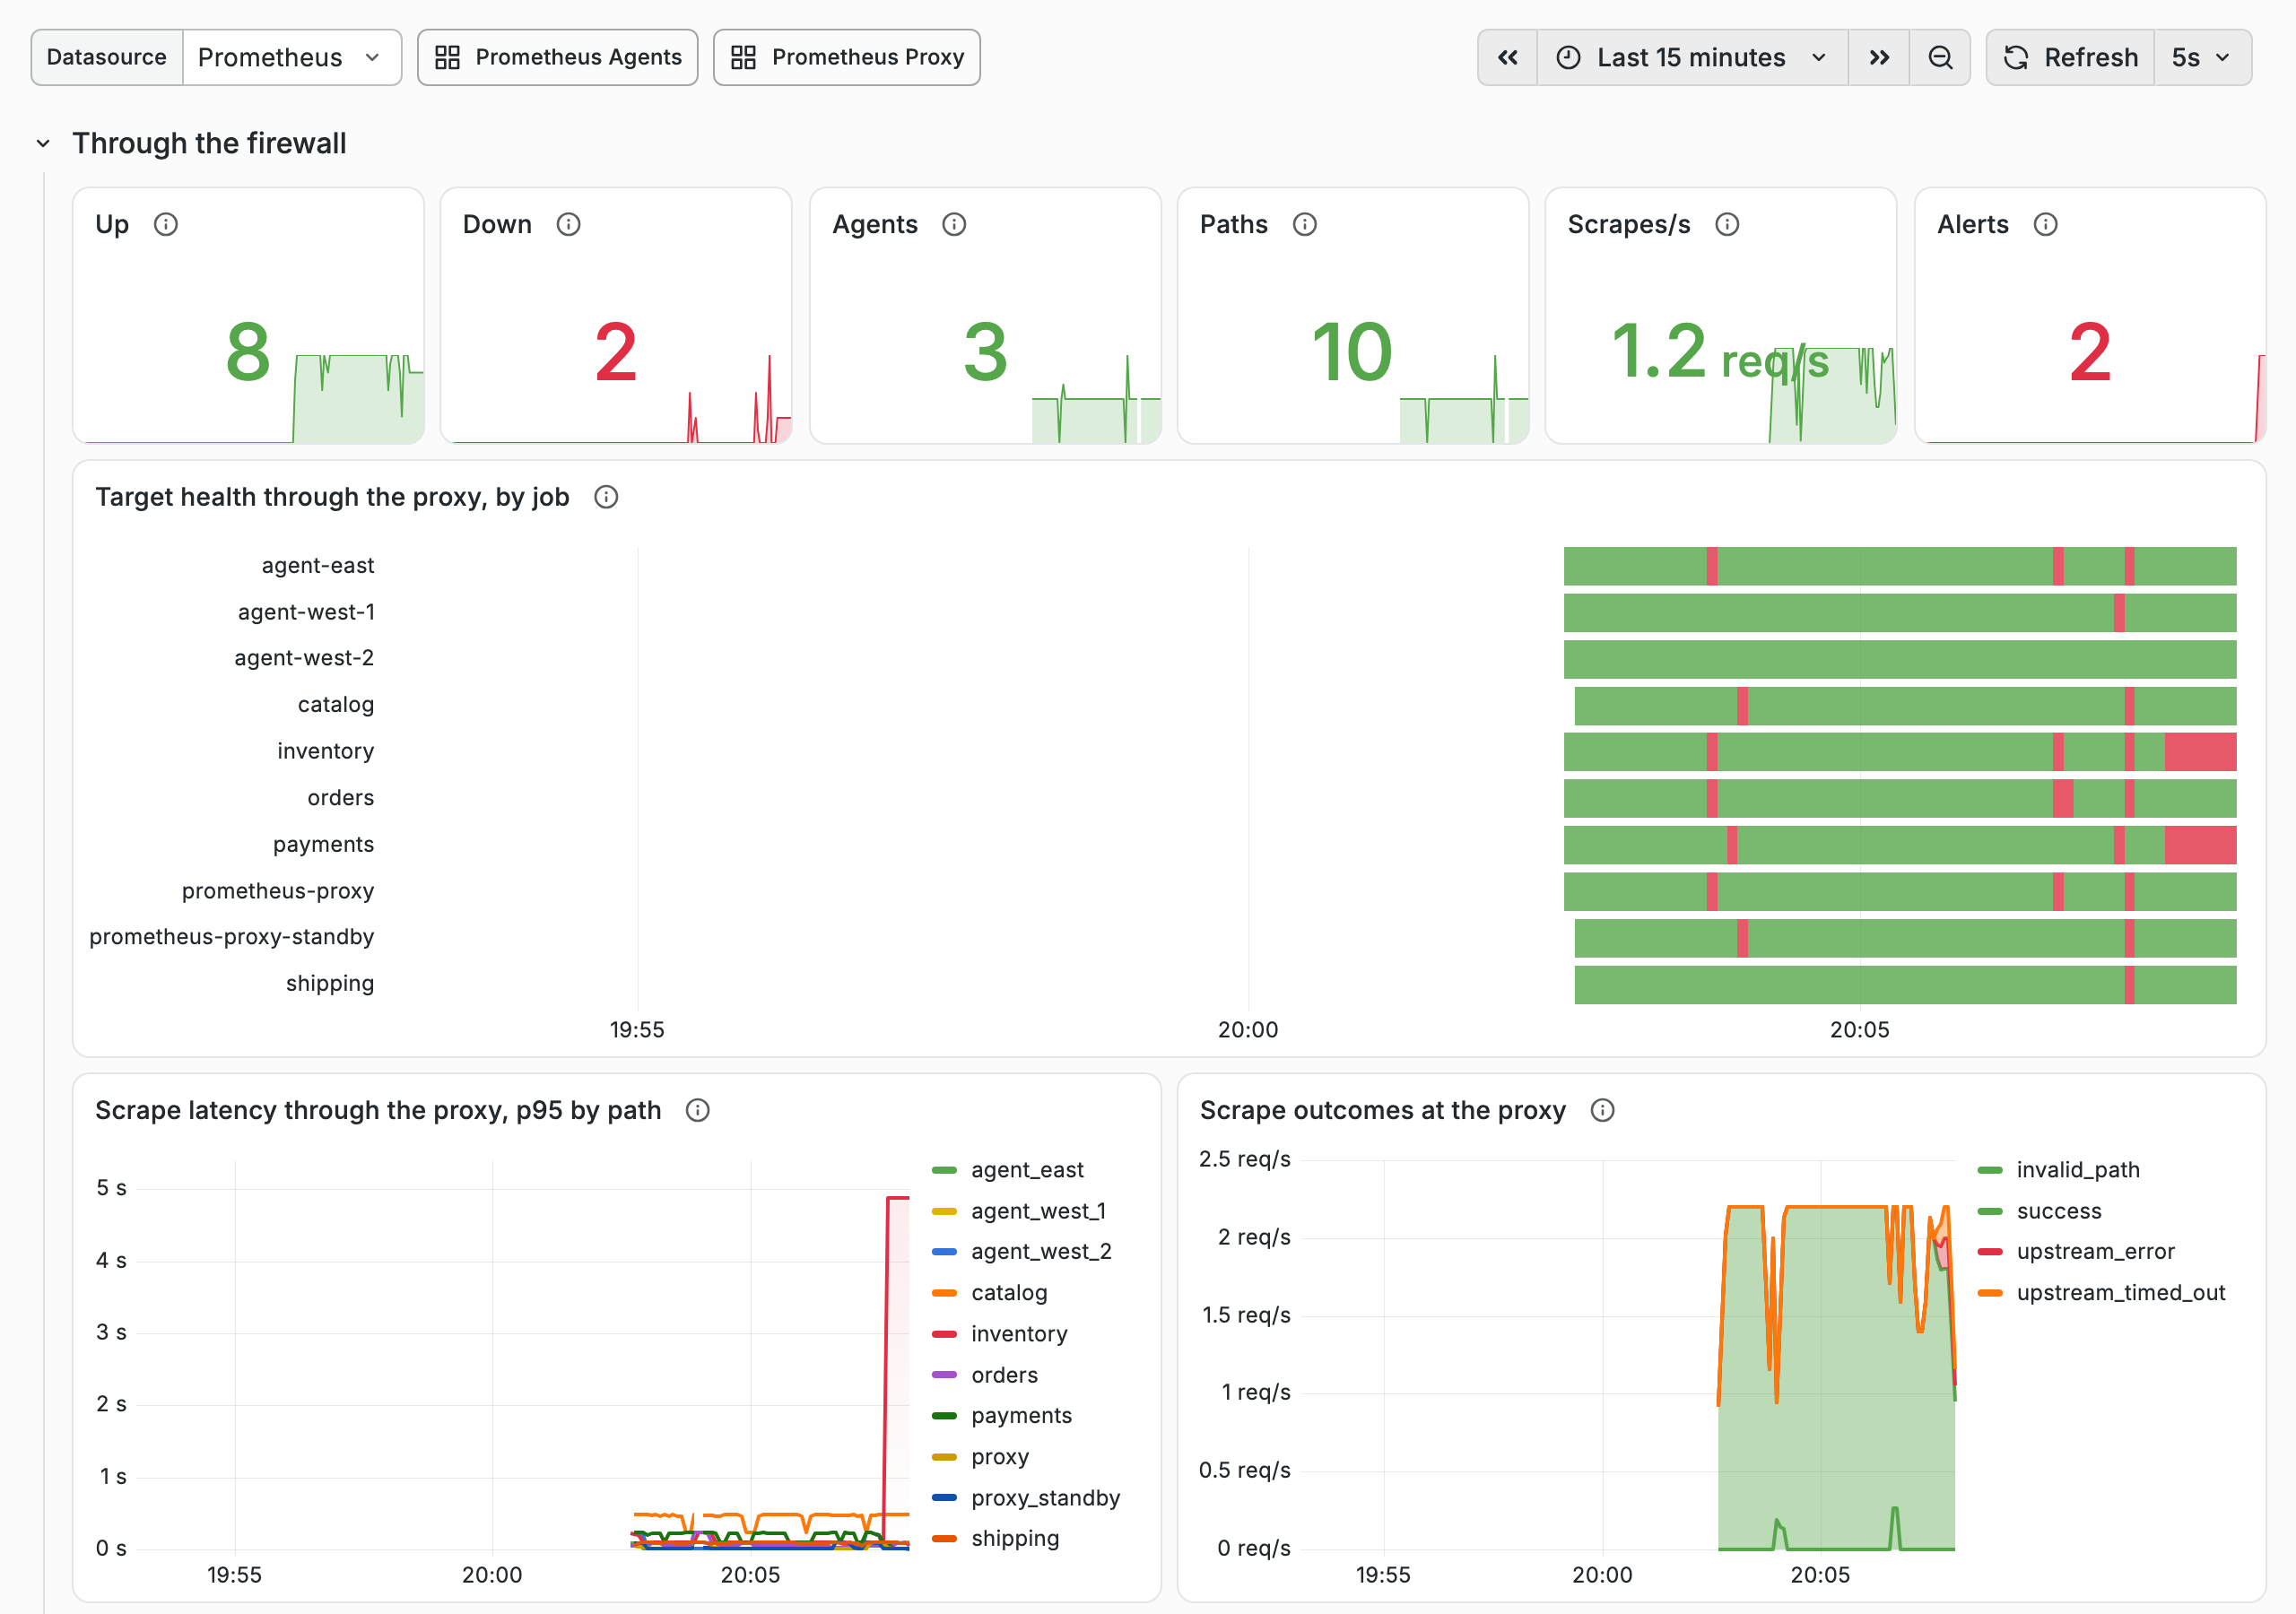 Datasource Prometheus Prometheus Agents Prometheus Proxy Last 15 minutes Refresh 5s
Through the firewall
Up Down Agents Paths Scrapes/s Alerts
8 2 3 10 1.2 req/s 2
Target health through the proxy, by job
agent-east
agent-west-1
agent-west-2
catalog
inventory
orders
payments
prometheus-proxy
prometheus-proxy-standby
shipping
19:55 20:00 20:05
Scrape latency through the proxy, p95 by path
5 s
4 s
3 s
2 s
1 s
0 s
19:55 20:00 20:05
agent_east
agent_west_1
agent_west_2
catalog
inventory
orders
payments
proxy
proxy_standby
shipping
Scrape outcomes at the proxy
2.5 req/s
2 req/s
1.5 req/s
1 req/s
0.5 req/s
0 req/s
19:55 20:00 20:05
invalid_path
success
upstream_error
upstream_timed_out